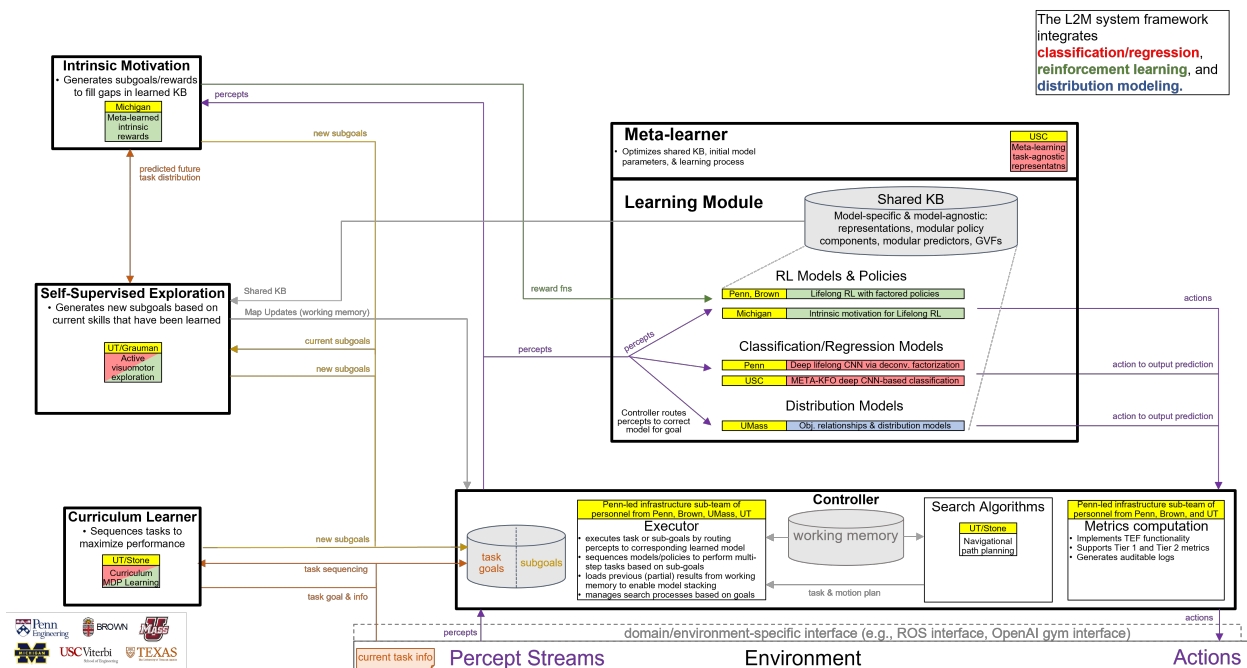 The L2M system framework
integrates
classification/regression,
reinforcement learning, and
distribution modeling.
Intrinsic Motivation
• Generates subgoals/rewards
to fill gaps in learned KB
Michigan
Meta-learned
intrinsic
rewards
percepts
new subgoals
predicted future
task distribution
Meta-learner
• Optimizes shared KB, initial model
parameters, & learning process
USC
Meta-learning
task-agnostic
representatns
Learning Module
Shared KB
Model-specific & model-agnostic:
representations, modular policy
components, modular predictors, GVFs
Self-Supervised Exploration
• Generates new subgoals based on
current skills that have been learned
UT/Grauman
Active
visuomotor
exploration
Shared KB
Map Updates (working memory)
current subgoals
new subgoals
reward fns
percepts
percepts
RL Models & Policies
Penn, Brown
Lifelong RL with factored policies
Michigan
Intrinsic motivation for Lifelong RL
actions
Classification/Regression Models
Penn
Deep lifelong CNN via deconv. factorization
USC
META-KFO deep CNN-based classification
action to output prediction
Distribution Models
UMass
Obj. relationships & distribution models
action to output prediction
Controller routes
percepts to correct
model for goal
Curriculum Learner
• Sequences tasks to
maximize performance
UT/Stone
Curriculum
MDP Learning
new subgoals
task sequencing
task goal & info
task
goals
subgoals
Controller
Penn-led infrastructure sub-team of
personnel from Penn, Brown, UMass, UT
Executor
• executes task or sub-goals by routing
percepts to corresponding learned model
• sequences models/policies to perform multi-
step tasks based on sub-goals
• loads previous (partial) results from working
memory to enable model stacking
• manages search processes based on goals
working memory
task & motion plan
Search Algorithms
UT/Stone
Navigational
path planning
Penn-led infrastructure sub-team of
personnel from Penn, Brown, and UT
Metrics computation
• Implements TEF functionality
• Supports Tier 1 and Tier 2 metrics
• Generates auditable logs
percepts
actions
domain/environment-specific interface (e.g., ROS interface, OpenAI gym interface)
current task info
Percept Streams
Environment
Actions
Penn
Engineering
BROWN
UMASS
M
MICHIGAN
USC Viterbi
School of Engineering
TEXAS